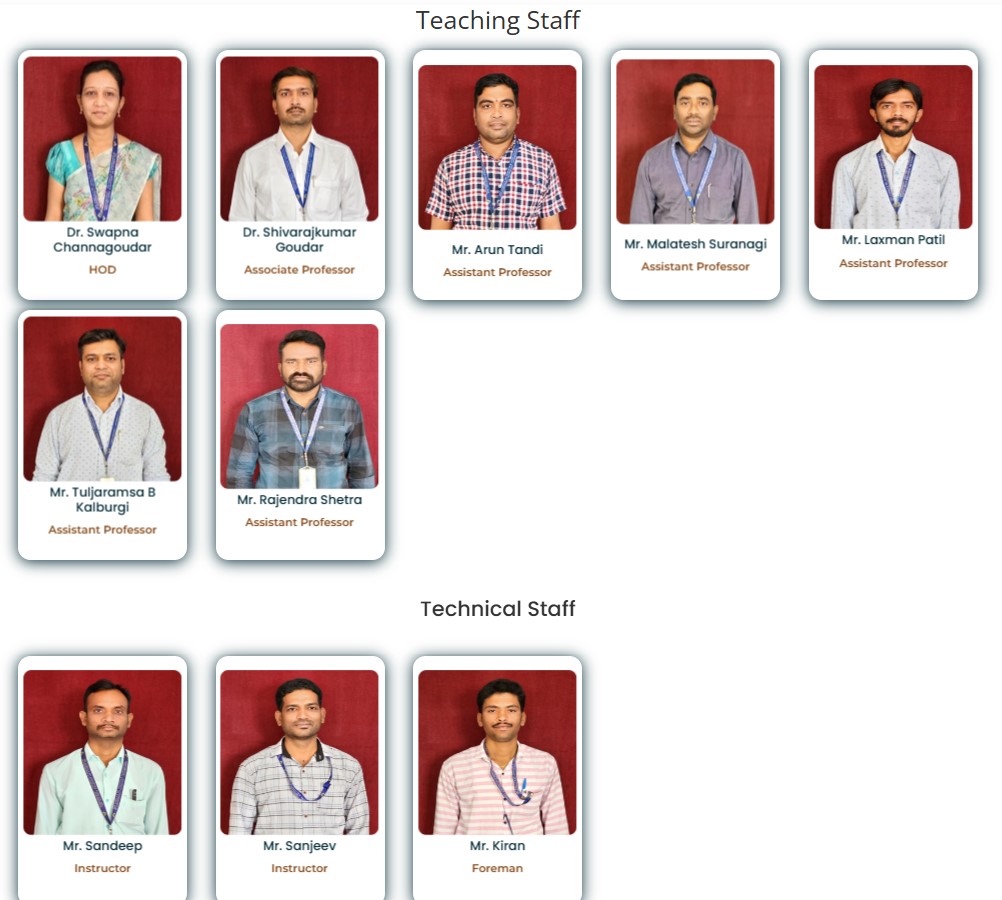 Teaching Staff
Dr. Swapna
Channagoudar
HOD
Dr. Shivarajkumar
Goudar
Associate Professor
Mr. Arun Tandi
Assistant Professor
Mr. Malatesh Suranagi
Assistant Professor
Mr. Laxman Patil
Assistant Professor
Mr. Tuljaramsa B
Kalburgi
Assistant Professor
Mr. Rajendra Shetra
Assistant Professor
Technical Staff
Mr. Sandeep
Instructor
Mr. Sanjeev
Instructor
Mr. Kiran
Foreman